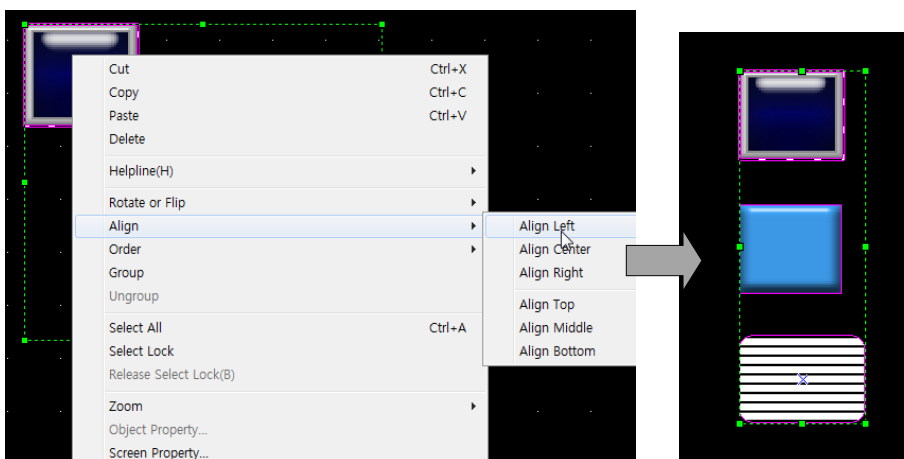 Cut Ctrl+X
Copy Ctrl+C
Paste Ctrl+V
Delete
Helpline(H)
Rotate or Flip
Align
Order
Group
Ungroup
Select All Ctrl+A
Select Lock
Release Select Lock(B)
Zoom
Object Property...
Screen Property...
Align Left
Align Center
Align Right
Align Top
Align Middle
Align Bottom